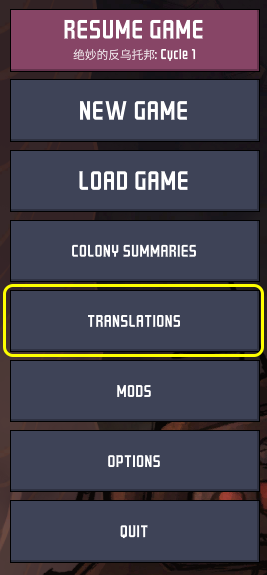 RESUME GAME
绝妙的反乌托邦: Cycle 1
NEW GAME
LOAD GAME
COLONY SUMMARIES
TRANSLATIONS
MODS
OPTIONS
QUIT